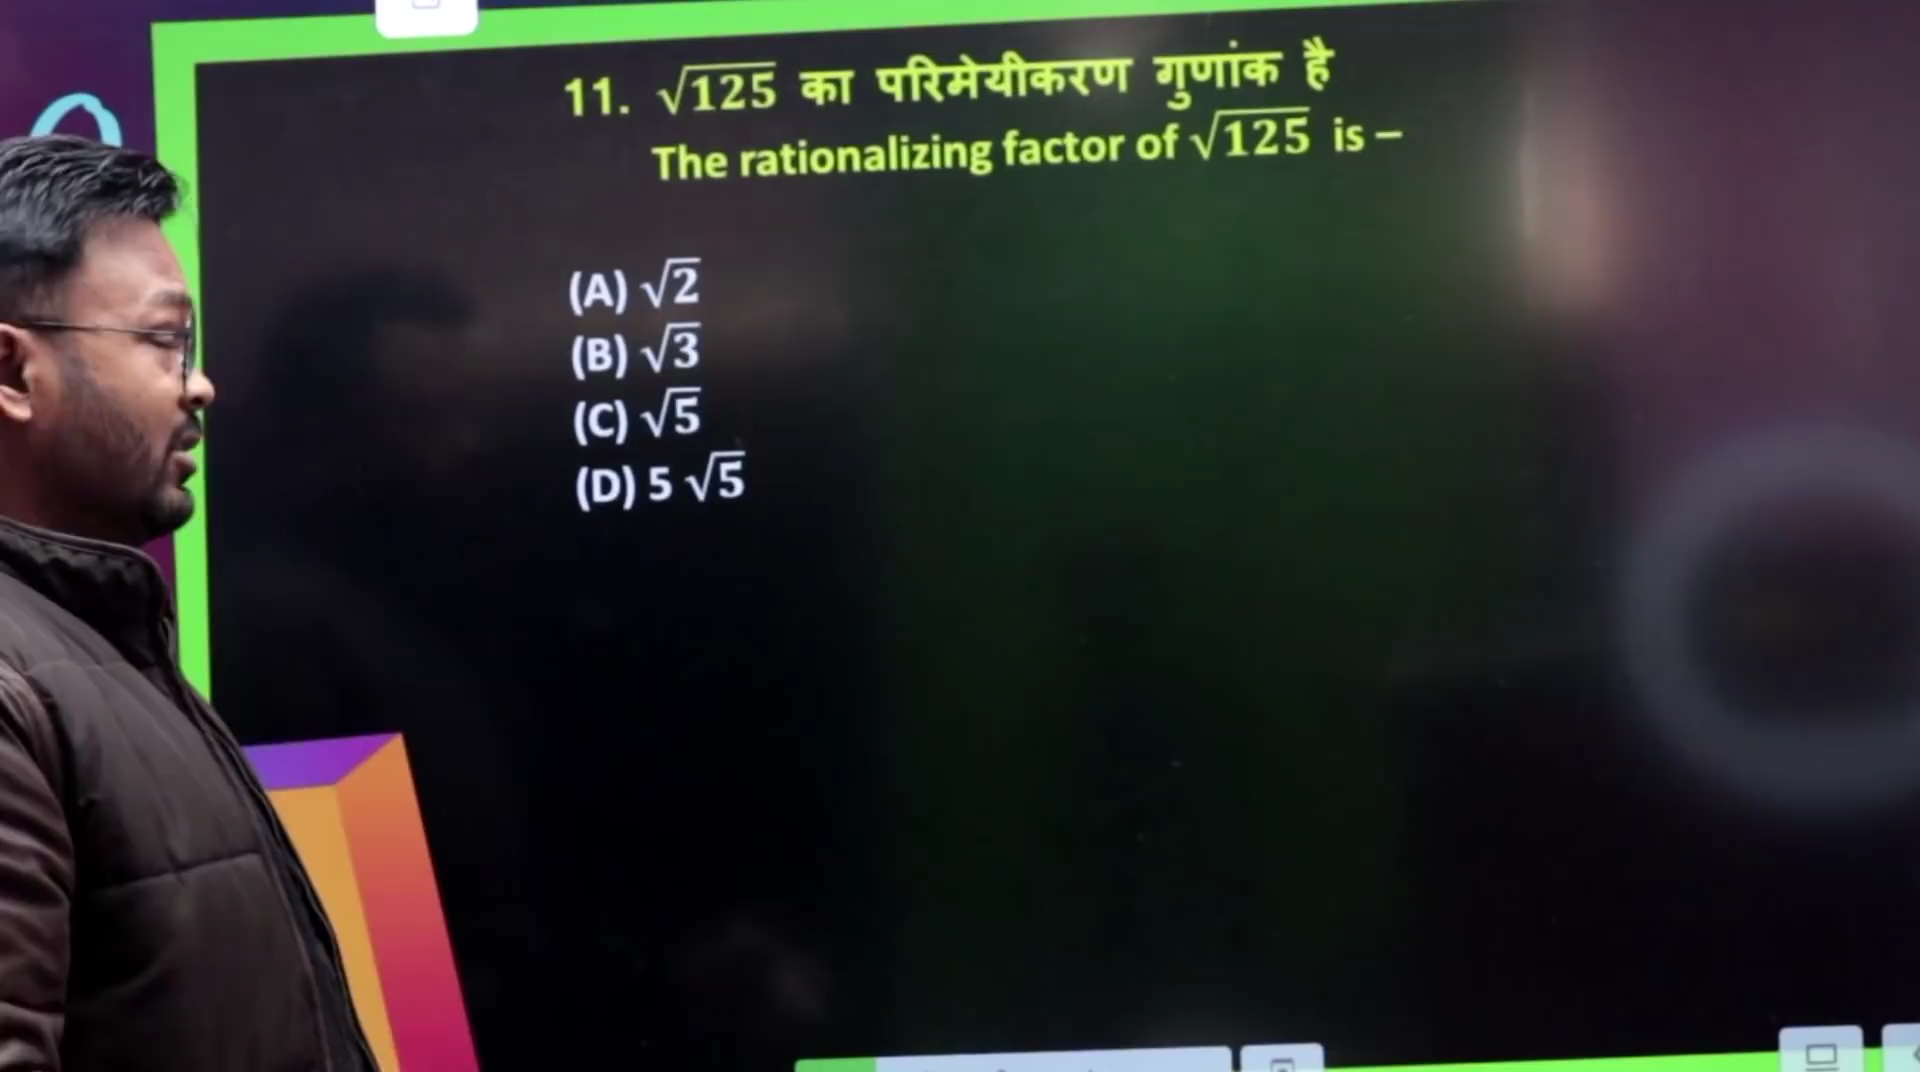 11. √125 का परिमेयीकरण गुणांक है
The rationalizing factor of √125 is –
(A) √2
(B) √3
(C) √5
(D) 5 √5